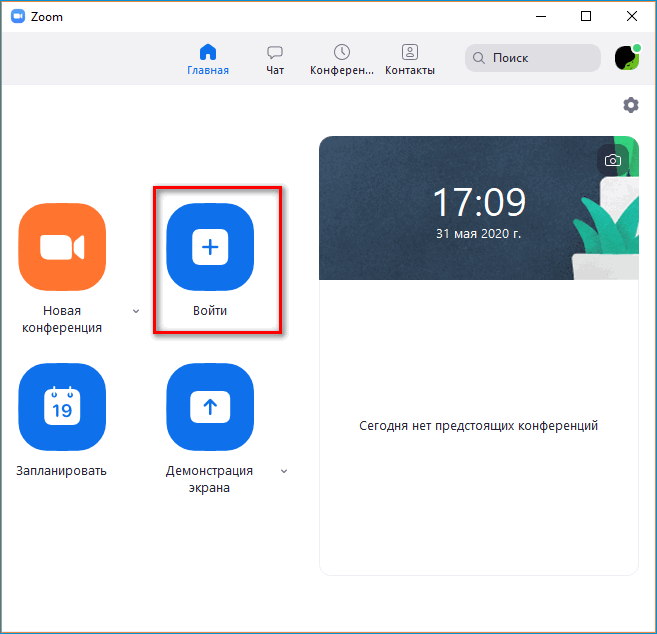 Zoom
Главная
Чат
Конферен...
Контакты
Поиск
17:09
31 мая 2020 г.
Новая
конференция
Войти
19
Запланировать
Демонстрация
экрана
Сегодня нет предстоящих конференций